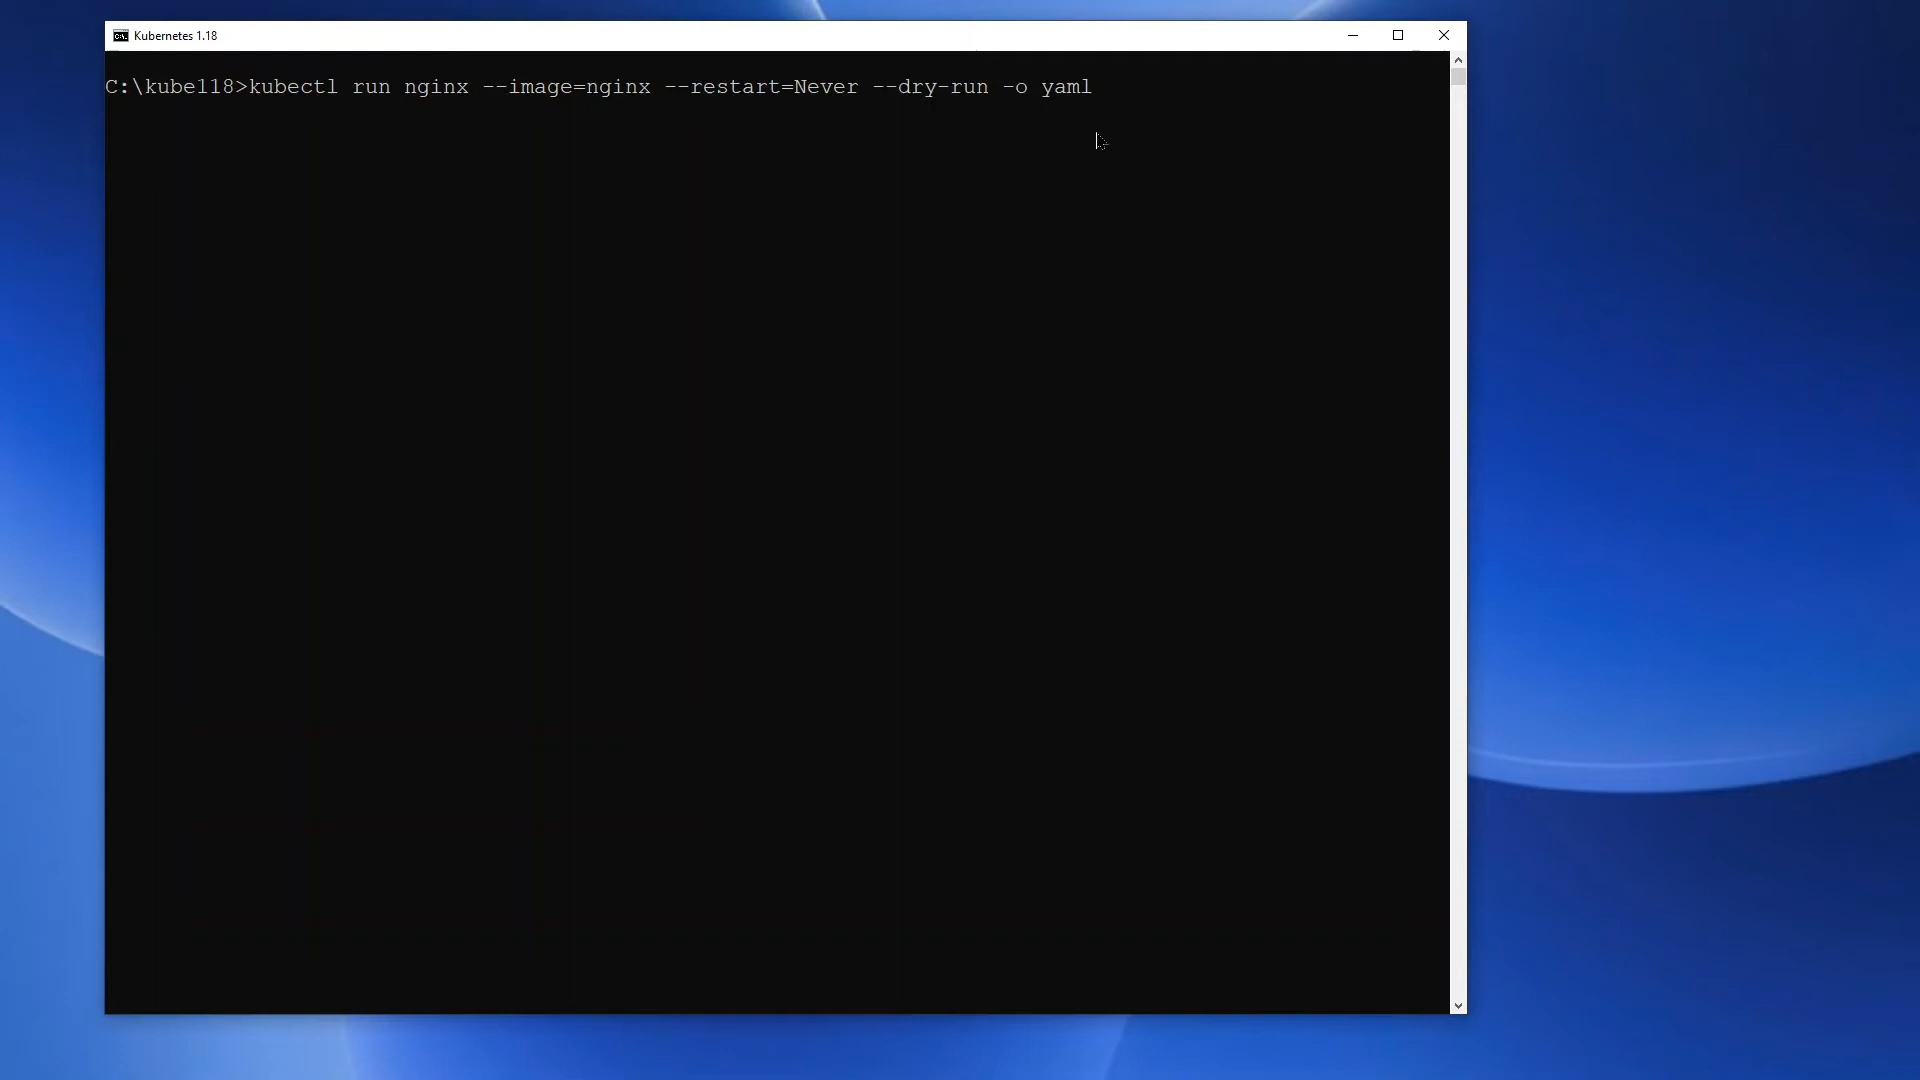 Kubernetes 1.18
C:\kube118>kubectl run nginx --image=nginx --restart=Never --dry-run -o yaml